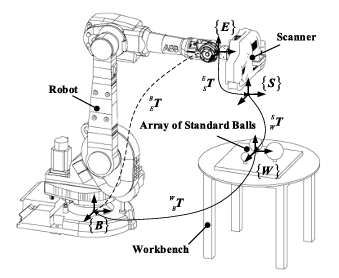 {E}
Scanner
ABB
{S}
E S T
Robot
B E T
S W T
Array of Standard Balls
{W}
W B T
{B}
Workbench